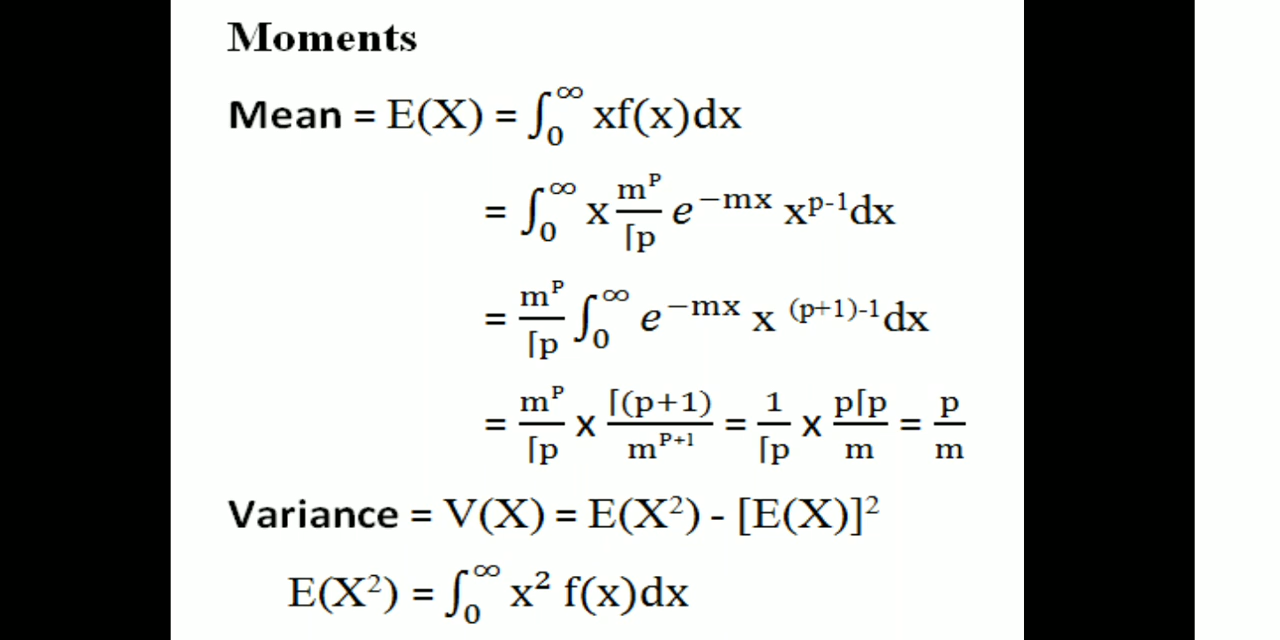 Moments
Mean = E(X) = ∫₀^∞ xf(x)dx
= ∫₀^∞ x m^P/⌈p e^−mx x^p-1 dx
= m^P/⌈p ∫₀^∞ e^−mx x^(p+1)-1 dx
= m^P/⌈p x ⌈(p+1)/m^P+1 = 1/⌈p x p⌈p/m = p/m
Variance = V(X) = E(X²) - [E(X)]²
E(X²) = ∫₀^∞ x² f(x)dx